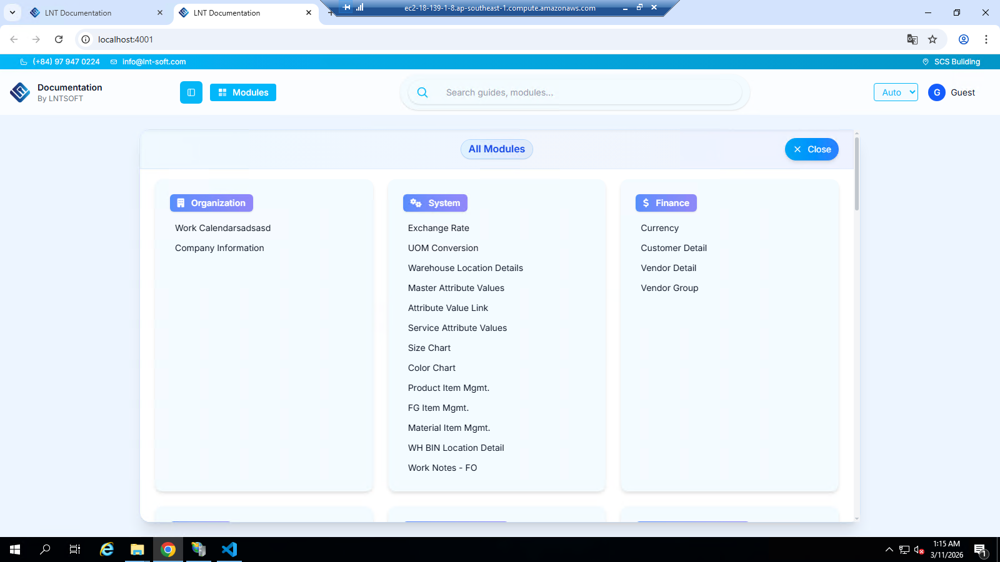 LNT Documentation
LNT Documentation
ec2-18-139-1-8.ap-southeast-1.compute.amazonaws.com
localhost:4001
(+84) 97 947 0224
info@lnt-soft.com
SCS Buliding
Documentation
By LNTSOFT
Modules
Search guides, modules...
Auto
G
Guest
All Modules
Close
Organization
Work Calendarsadsasd
Company Information
System
Exchange Rate
UOM Conversion
Warehouse Location Details
Master Attribute Values
Attribute Value Link
Service Attribute Values
Size Chart
Color Chart
Product Item Mgmt.
FG Item Mgmt.
Material Item Mgmt.
WH BIN Location Detail
Work Notes - FO
Finance
Currency
Customer Detail
Vendor Detail
Vendor Group
1:15 AM
3/11/2026
1